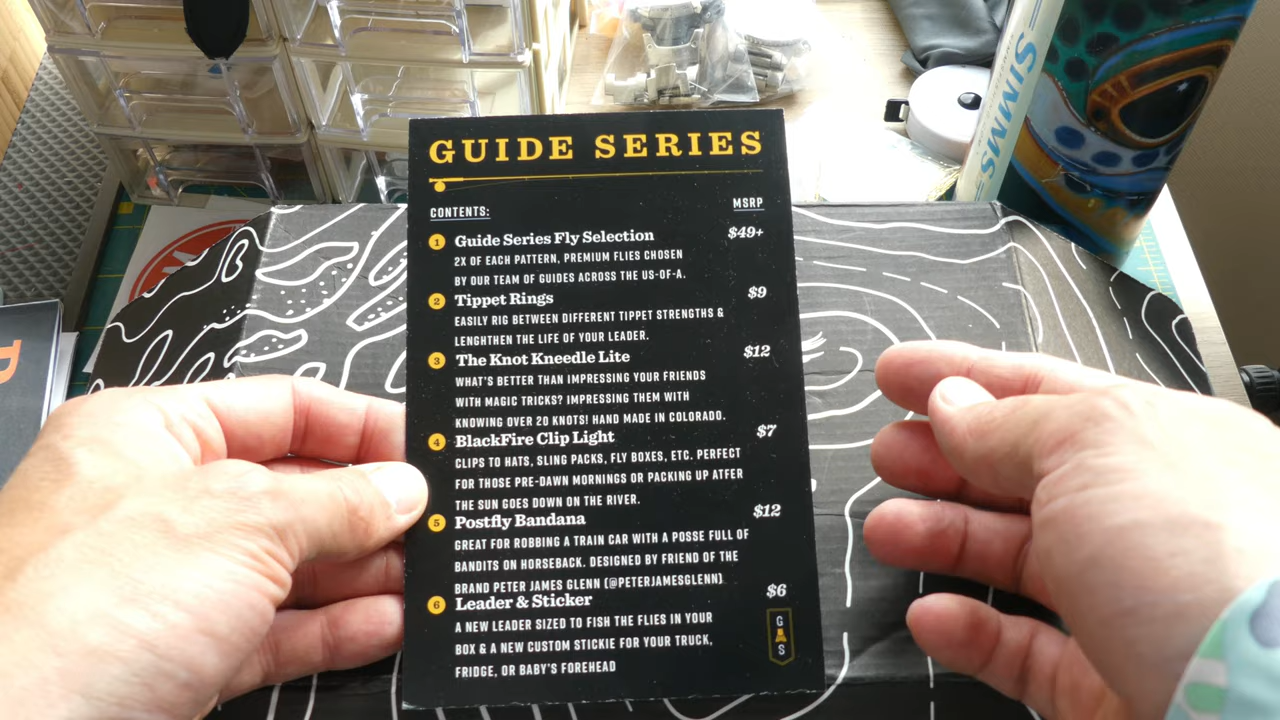 GUIDE SERIES
CONTENTS: MSRP
1 Guide Series Fly Selection $49+
2X OF EACH PATTERN, PREMIUM FLIES CHOSEN
BY OUR TEAM OF GUIDES ACROSS THE US-OF-A.
2 Tippet Rings $9
EASILY RIG BETWEEN DIFFERENT TIPPET STRENGTHS &
LENGHTHEN THE LIFE OF YOUR LEADER.
3 The Knot Kneedle Lite $12
WHAT'S BETTER THAN IMPRESSING YOUR FRIENDS
WITH MAGIC TRICKS? IMPRESSING THEM WITH
KNOWING OVER 20 KNOTS! HAND MADE IN COLORADO.
4 BlackFire Clip Light $7
CLIPS TO HATS, SLING PACKS, FLY BOXES, ETC. PERFECT
FOR THOSE PRE-DAWN MORNINGS OR PACKING UP ATFER
THE SUN GOES DOWN ON THE RIVER.
5 Postfly Bandana $12
GREAT FOR ROBBING A TRAIN CAR WITH A POSSE FULL OF
BANDITS ON HORSEBACK. DESIGNED BY FRIEND OF THE
BRAND PETER JAMES GLENN (@PETERJAMESGLENN)
6 Leader & Sticker $6
A NEW LEADER SIZED TO FISH THE FLIES IN YOUR
BOX & A NEW CUSTOM STICKIE FOR YOUR TRUCK,
FRIDGE, OR BABY'S FOREHEAD
G
S
SIMMS